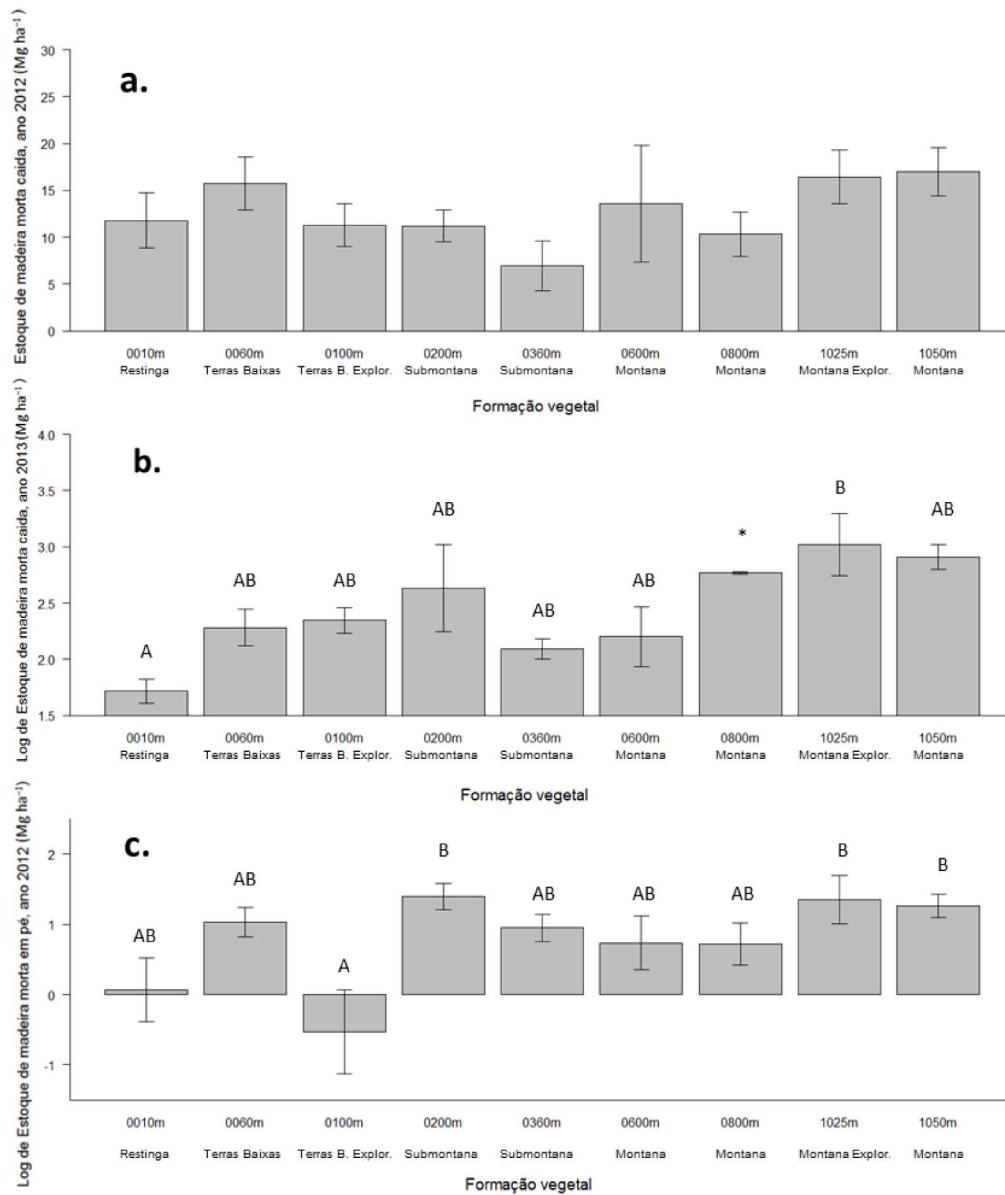 Estoque de madeira morta caída, ano 2012 (Mg ha⁻¹)
a.
30
25
20
15
10
5
0
0010m 0060m 0100m 0200m 0360m 0600m 0800m 1025m 1050m
Restinga Terras Baixas Terras B. Explor. Submontana Submontana Montana Montana Montana Explor. Montana
Formação vegetal
Log de Estoque de madeira morta caída, ano 2013 (Mg ha⁻¹)
b.
4.0
3.5
3.0
2.5
2.0
1.5
A AB AB AB AB AB * B AB
0010m 0060m 0100m 0200m 0360m 0600m 0800m 1025m 1050m
Restinga Terras Baixas Terras B. Explor. Submontana Submontana Montana Montana Montana Explor. Montana
Formação vegetal
Log de Estoque de madeira morta em pé, ano 2012 (Mg ha⁻¹)
c.
2
1
0
-1
AB AB A B AB AB AB B B
0010m 0060m 0100m 0200m 0360m 0600m 0800m 1025m 1050m
Restinga Terras Baixas Terras B. Explor. Submontana Submontana Montana Montana Montana Explor. Montana
Formação vegetal